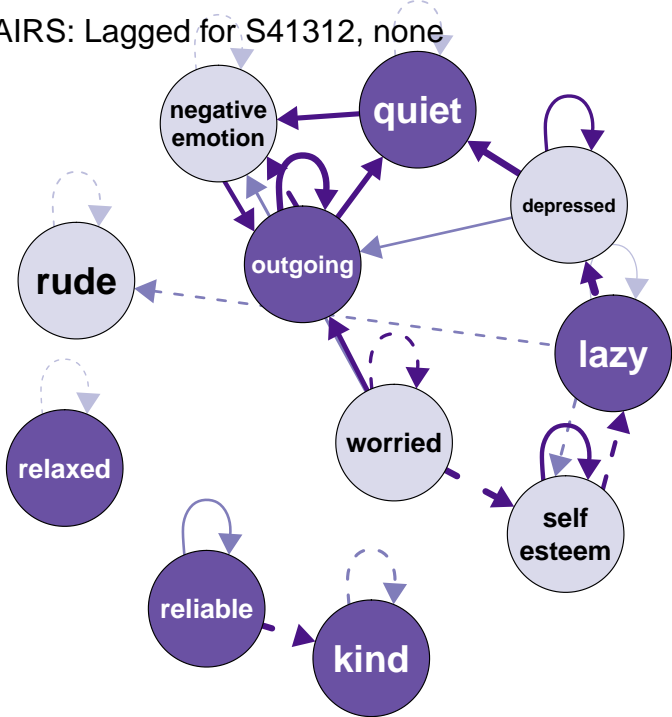 AIRS: Lagged for S41312, none
negative
emotion
quiet
depressed
outgoing
rude
lazy
worried
relaxed
self
esteem
reliable
kind